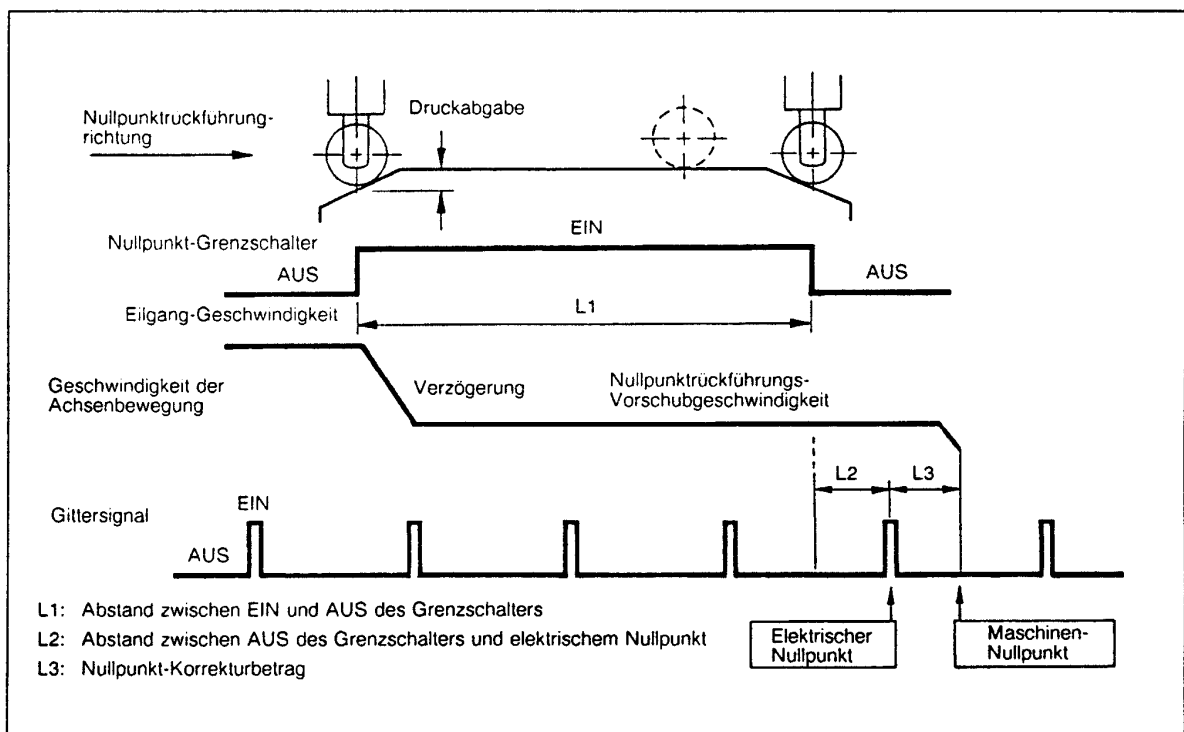 Druckabgabe
Nullpunktrückführung-
richtung
EIN
Nullpunkt-Grenzschalter
AUS
AUS
Eilgang-Geschwindigkeit
L1
Geschwindigkeit der
Achsenbewegung
Verzögerung
Nullpunktrückführungs-
Vorschubgeschwindigkeit
L2
L3
EIN
Gittersignal
AUS
L1: Abstand zwischen EIN und AUS des Grenzschalters
L2: Abstand zwischen AUS des Grenzschalters und elektrischem Nullpunkt
L3: Nullpunkt-Korrekturbetrag
Elektrischer
Nullpunkt
Maschinen-
Nullpunkt